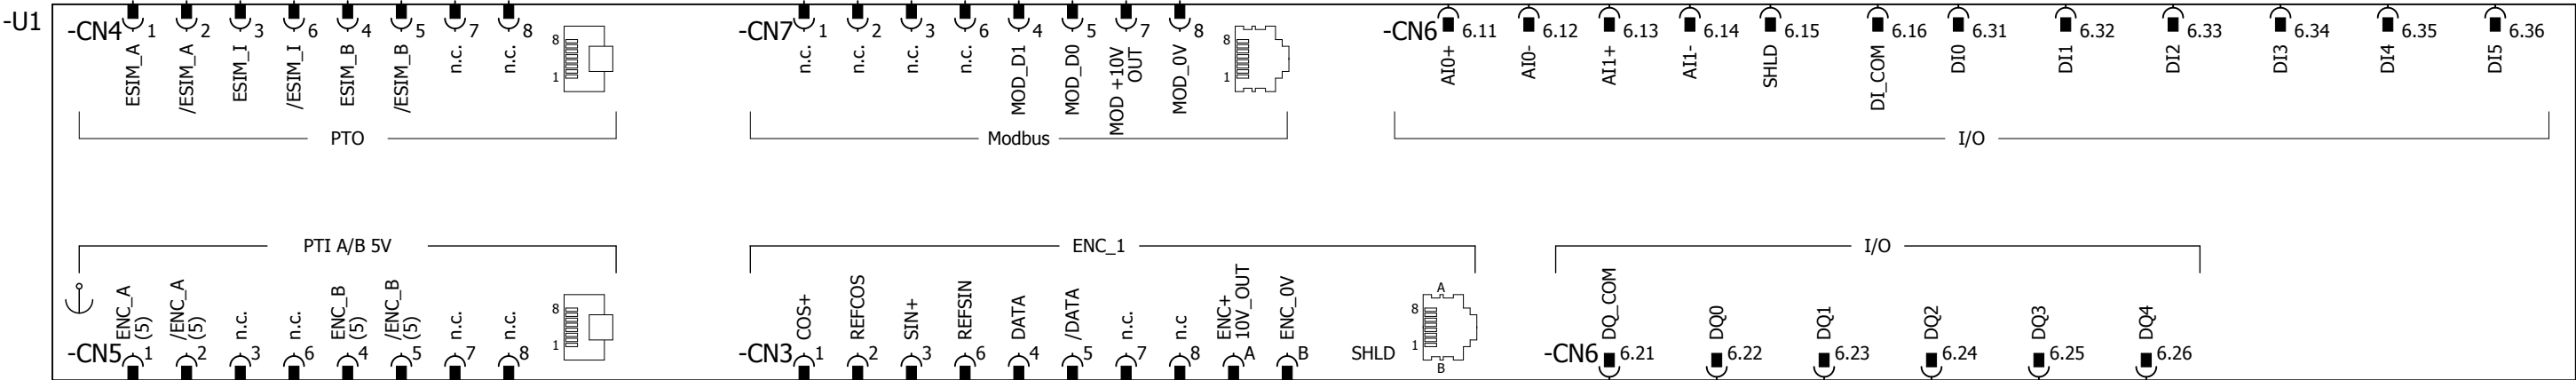 -U1
-CN4 1 2 3 6 4 5 7 8
ESIM_A /ESIM_A ESIM_I /ESIM_I ESIM_B /ESIM_B n.c. n.c.
8
1
PTO
-CN7 1 2 3 6 4 5 7 8
n.c. n.c. n.c. n.c. MOD_D1 MOD_D0 MOD +10V OUT MOD_0V
8
1
Modbus
-CN6 6.11 6.12 6.13 6.14 6.15 6.16 6.31 6.32 6.33 6.34 6.35 6.36
AI0+ AI0- AI1+ AI1- SHLD DI_COM DI0 DI1 DI2 DI3 DI4 DI5
I/O
PTI A/B 5V
ENC_A (5) /ENC_A (5) n.c. n.c. ENC_B (5) /ENC_B (5) n.c. n.c.
8
1
-CN5 1 2 3 6 4 5 7 8
ENC_1
COS+ REFCOS SIN+ REFSIN DATA /DATA n.c. n.c ENC+ 10V_OUT ENC_0V
A
8
1
B
-CN3 1 2 3 6 4 5 7 8 A B SHLD
I/O
DQ_COM DQ0 DQ1 DQ2 DQ3 DQ4
-CN6 6.21 6.22 6.23 6.24 6.25 6.26